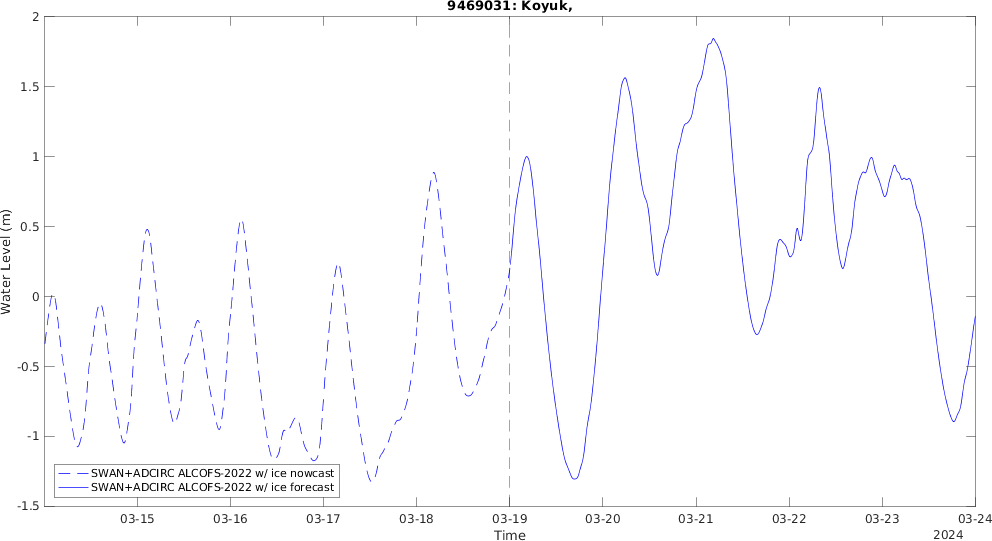 9469031: Koyuk,
Water Level (m)
2
1.5
1
0.5
0
-0.5
-1
-1.5
SWAN+ADCIRC ALCOFS-2022 w/ ice nowcast
SWAN+ADCIRC ALCOFS-2022 w/ ice forecast
03-15 03-16 03-17 03-18 03-19 03-20 03-21 03-22 03-23 03-24
Time
2024